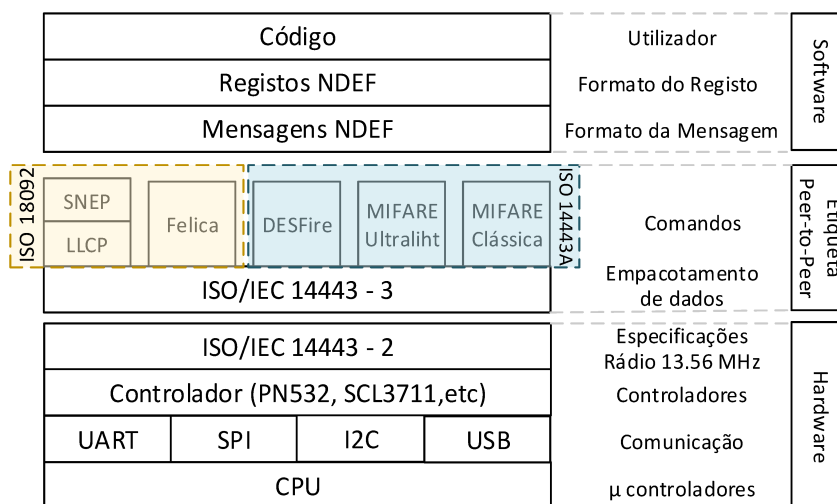 Código
Utilizador
Registos NDEF
Formato do Registo
Mensagens NDEF
Formato da Mensagem
Software
ISO 18092
SNEP
LLCP
Felica
DESFire
MIFARE
Ultraliht
MIFARE
Clássica
ISO 14443A
Comandos
Etiqueta
Peer-to-Peer
ISO/IEC 14443 - 3
Empacotamento
de dados
ISO/IEC 14443 - 2
Especificações
Rádio 13.56 MHz
Controlador (PN532, SCL3711,etc)
Controladores
UART
SPI
I2C
USB
Comunicação
CPU
µ controladores
Hardware